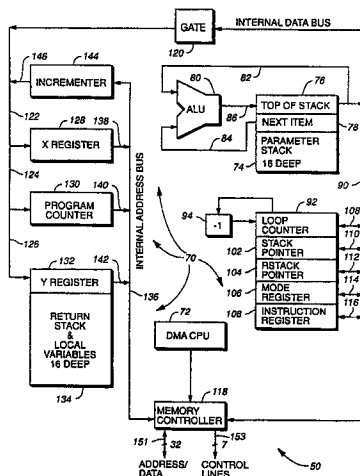 INTERNAL DATA BUS
GATE
120
146
144
INCREMENTER
122
128
138
X REGISTER
124
130
140
PROGRAM COUNTER
126
132
142
Y REGISTER
136
RETURN
STACK
&
LOCAL
VARIABLES
16 DEEP
134
INTERNAL ADDRESS BUS
80
82
76
ALU
86
TOP OF STACK
NEXT ITEM
78
84
PARAMETER
STACK
74
16 DEEP
90
92
94
-1
LOOP
COUNTER
108
110
102
STACK
POINTER
112
104
RSTACK
POINTER
114
106
MODE
REGISTER
116
108
INSTRUCTION
REGISTER
70
72
DMA CPU
118
MEMORY
CONTROLLER
151
32
153
7
50
ADDRESS/
DATA
CONTROL
LINES